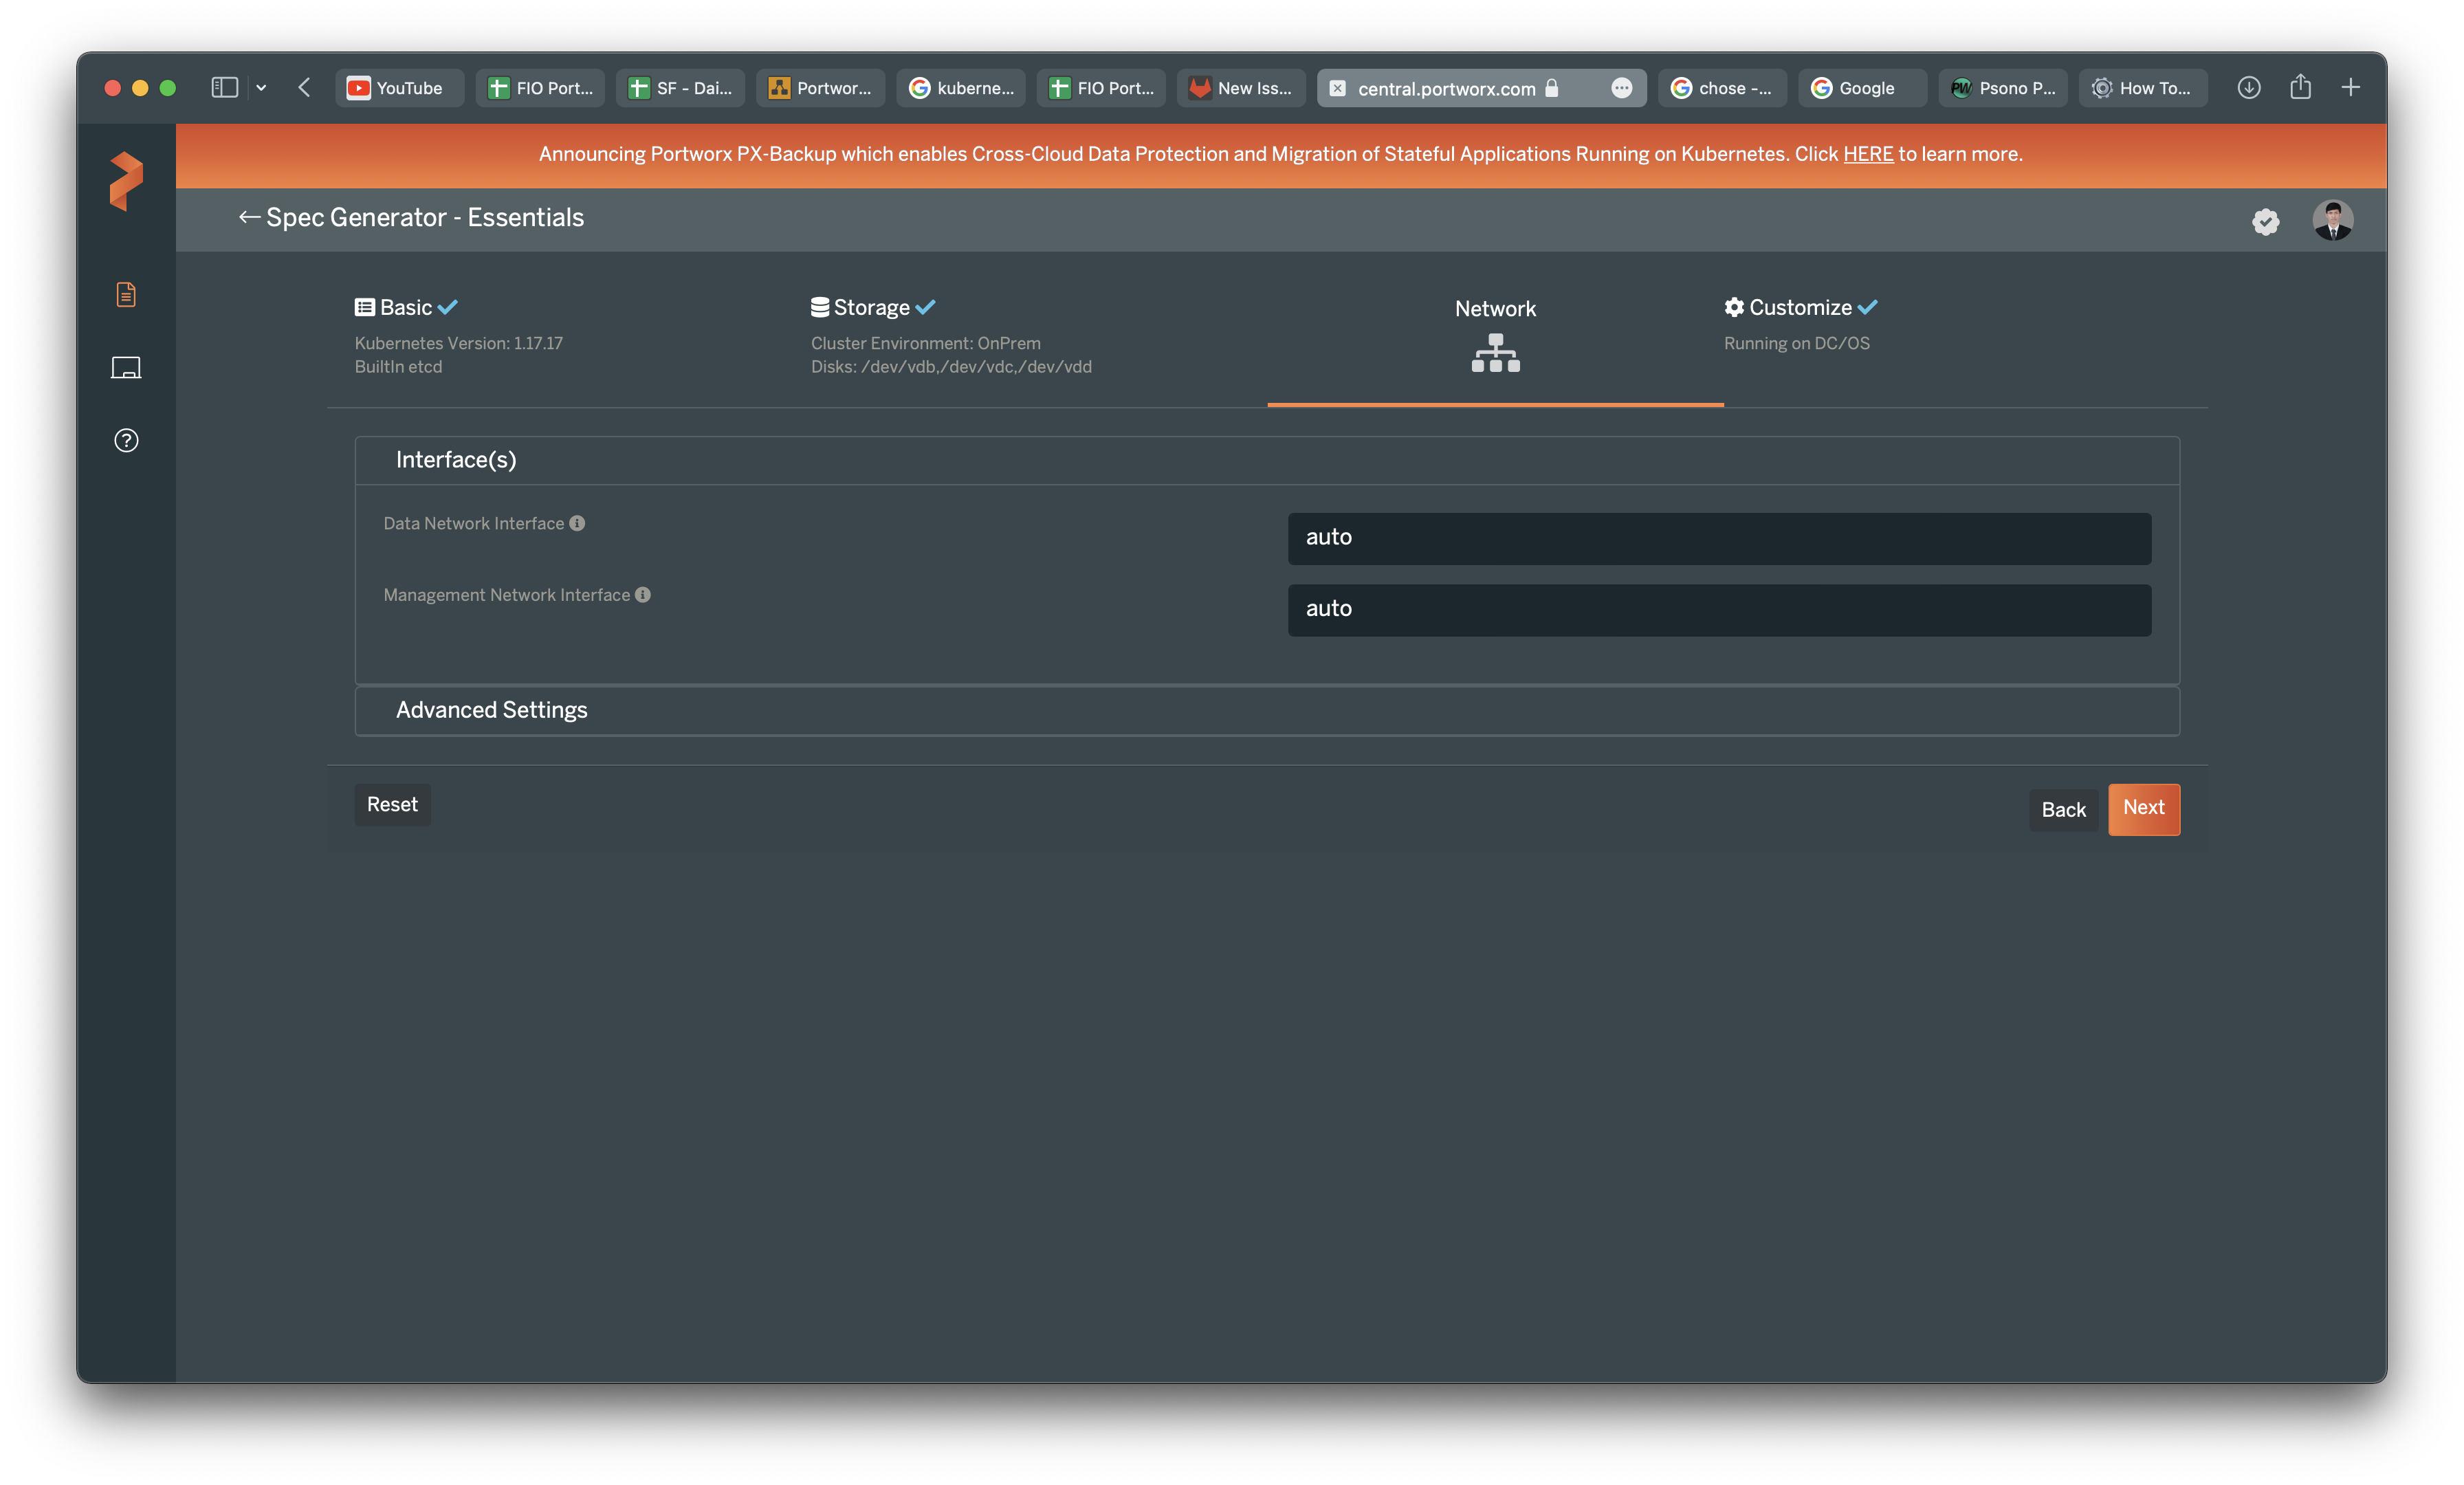 YouTube
FIO Port...
SF - Dai...
Portwor...
kuberne...
FIO Port...
New Iss...
central.portworx.com
chose -...
Google
PW
Psono P...
How To...
Announcing Portworx PX-Backup which enables Cross-Cloud Data Protection and Migration of Stateful Applications Running on Kubernetes. Click HERE to learn more.
Spec Generator - Essentials
Basic
Kubernetes Version: 1.17.17
BuiltIn etcd
Storage
Cluster Environment: OnPrem
Disks: /dev/vdb,/dev/vdc,/dev/vdd
Network
Customize
Running on DC/OS
Interface(s)
Data Network Interface
auto
Management Network Interface
auto
Advanced Settings
Reset
Back
Next